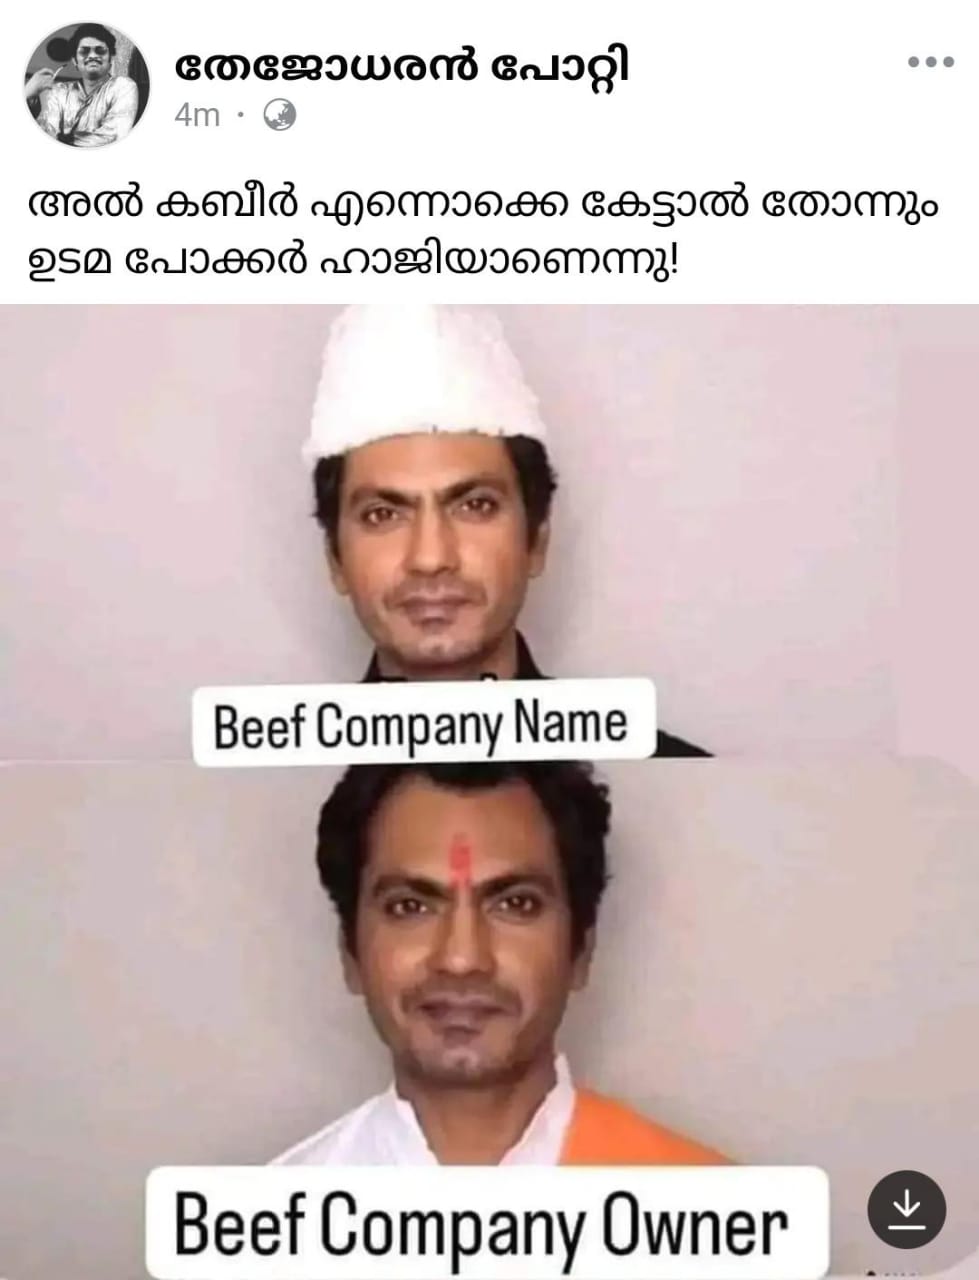 തേജോധരൻ പോറ്റി
4m ·
അൽ കബീർ എന്നൊക്കെ കേട്ടാൽ തോന്നും
ഉടമ പോക്കർ ഹാജിയാണെന്നു!
Beef Company Name
Beef Company Owner